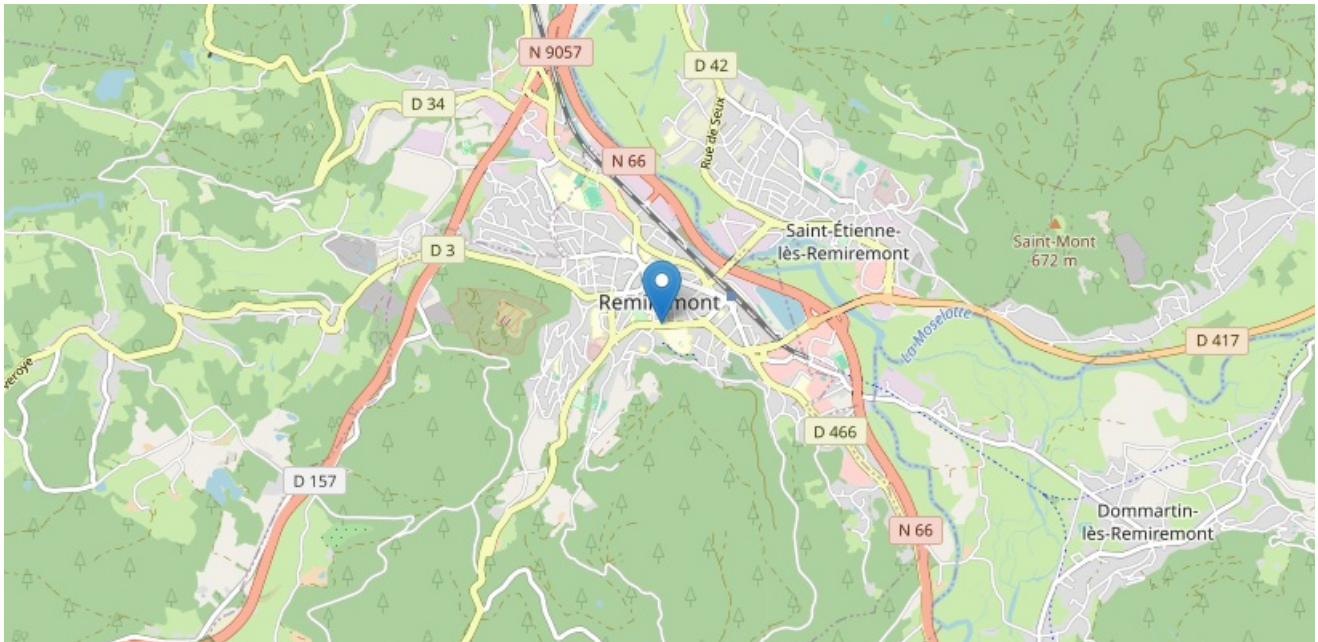 N 9057
D 42
D 34
Rue de Seux
N 66
Saint-Étienne-
lès-Remiremont
D 3
Saint-Mont
672 m
Remiremont
La Moselotte
D 417
veroye
D 466
D 157
Dommartin-
lès-Remiremont
N 66